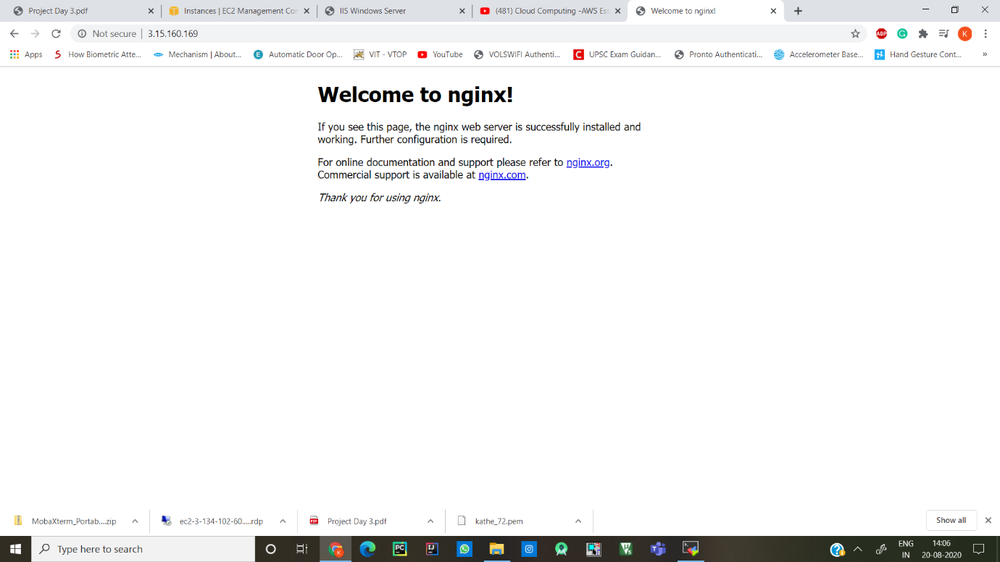 Project Day 3.pdf
Instances | EC2 Management Cor
IIS Windows Server
(481) Cloud Computing -AWS Ess
Welcome to nginx!
Not secure | 3.15.160.169
ABP
G
K
Apps
S How Biometric Atte...
Mechanism | About...
E Automatic Door Op...
VIT - VTOP
YouTube
VOLSWIFI Authenti...
C UPSC Exam Guidan...
Pronto Authenticati...
Accelerometer Base...
Hand Gesture Cont...
»
Welcome to nginx!
If you see this page, the nginx web server is successfully installed and
working. Further configuration is required.
For online documentation and support please refer to nginx.org.
Commercial support is available at nginx.com.
Thank you for using nginx.
MobaXterm_Portab....zip
ec2-3-134-102-60.....rdp
PDF
Project Day 3.pdf
kathe_72.pem
Show all
Type here to search
K
PC
IJ
ENG
IN
14:06
20-08-2020